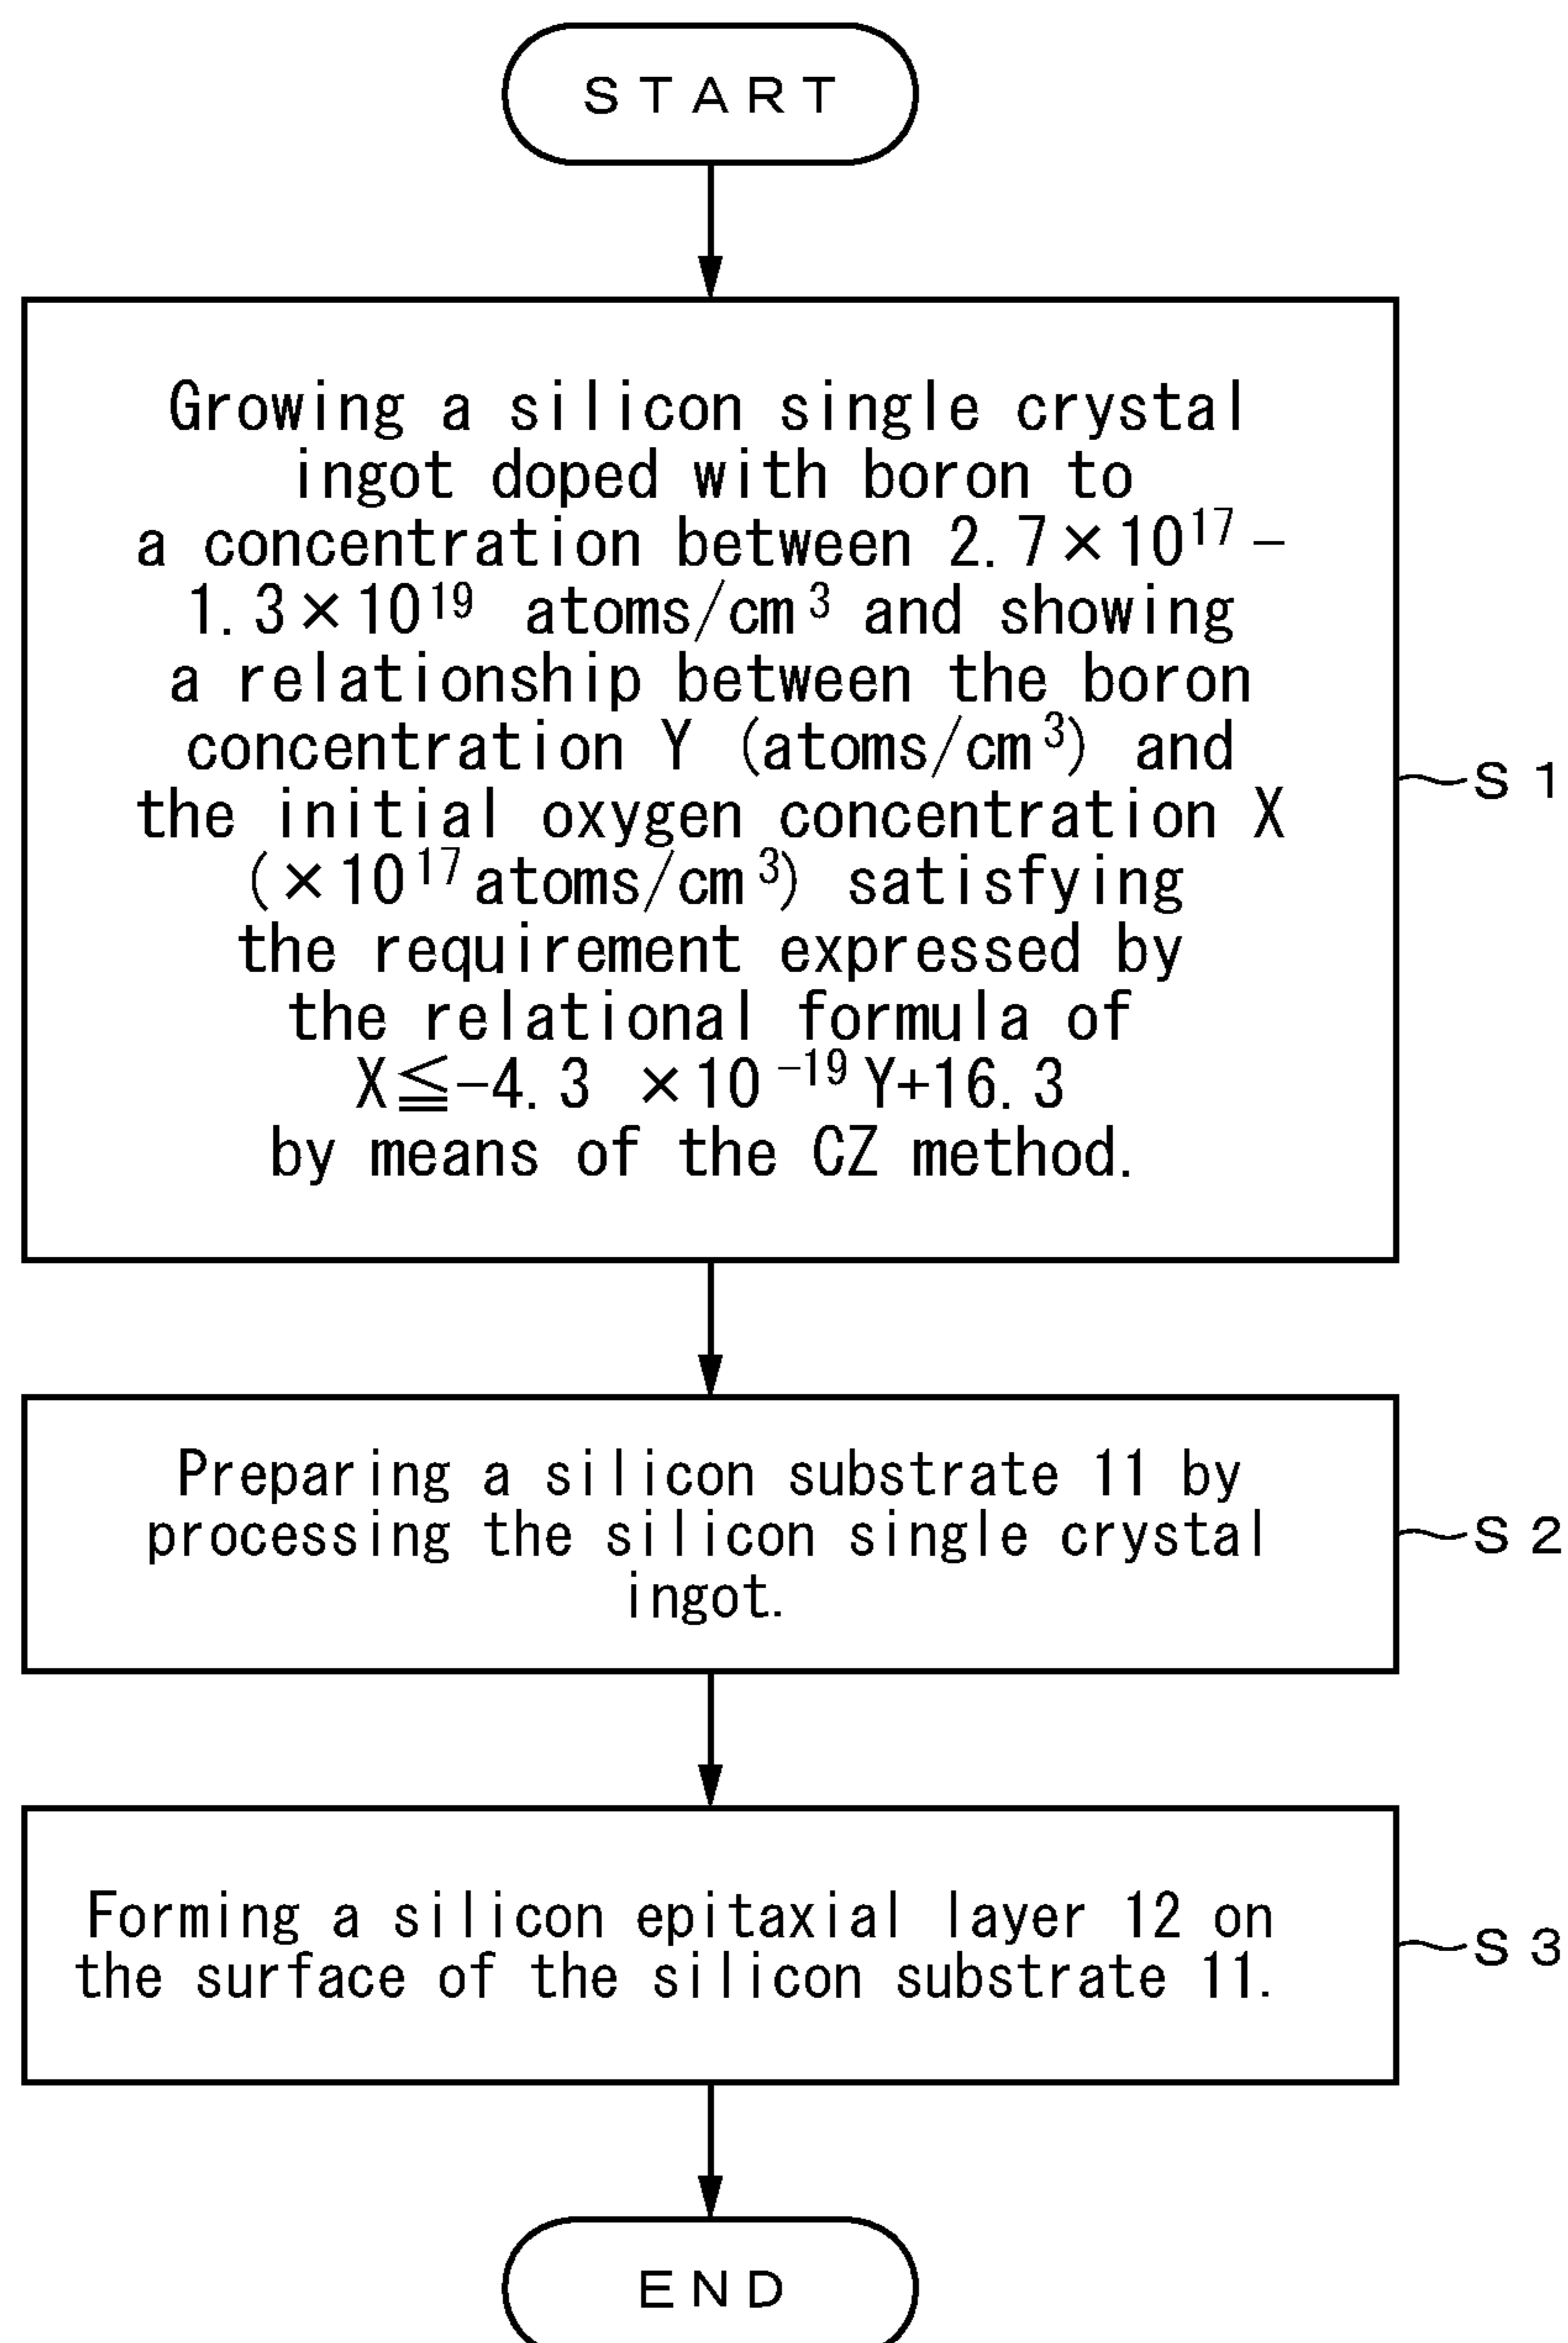 START
Growing a silicon single crystal
ingot doped with boron to
a concentration between 2.7×10¹⁷−
1.3×10¹⁹ atoms/cm³ and showing
a relationship between the boron
concentration Y (atoms/cm³) and
the initial oxygen concentration X
(×10¹⁷atoms/cm³) satisfying
the requirement expressed by
the relational formula of
X≦−4.3 ×10⁻¹⁹Y+16.3
by means of the CZ method.
S1
Preparing a silicon substrate 11 by
processing the silicon single crystal
ingot.
S2
Forming a silicon epitaxial layer 12 on
the surface of the silicon substrate 11.
S3
END